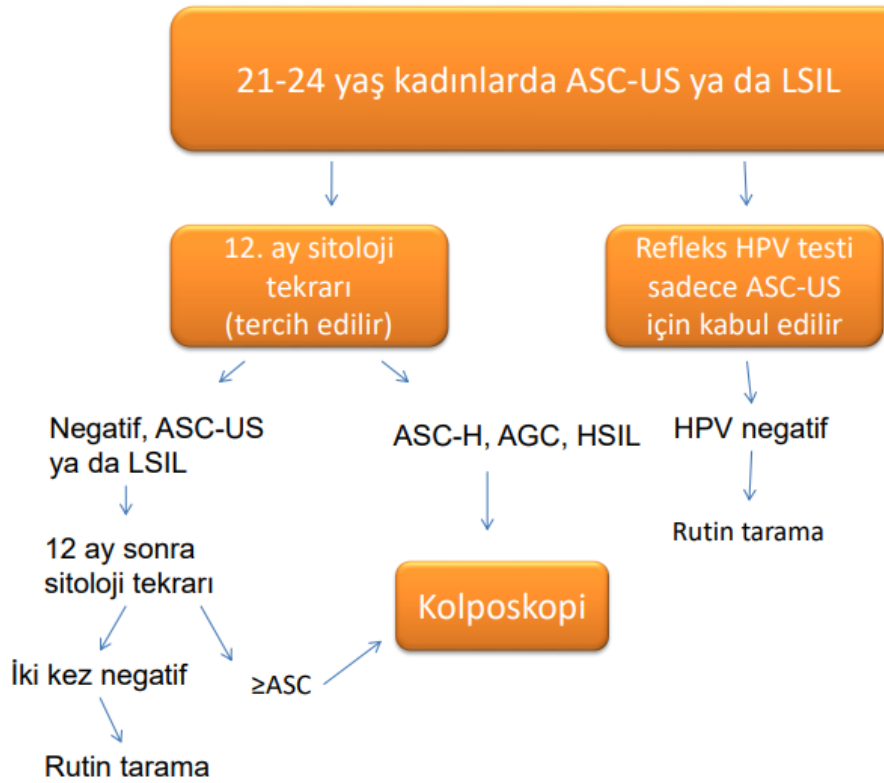 21-24 yaş kadınlarda ASC-US ya da LSIL
12. ay sitoloji
tekrarı
(tercih edilir)
Refleks HPV testi
sadece ASC-US
için kabul edilir
Negatif, ASC-US
ya da LSIL
ASC-H, AGC, HSIL
HPV negatif
12 ay sonra
sitoloji tekrarı
Rutin tarama
Kolposkopi
İki kez negatif
≥ASC
Rutin tarama